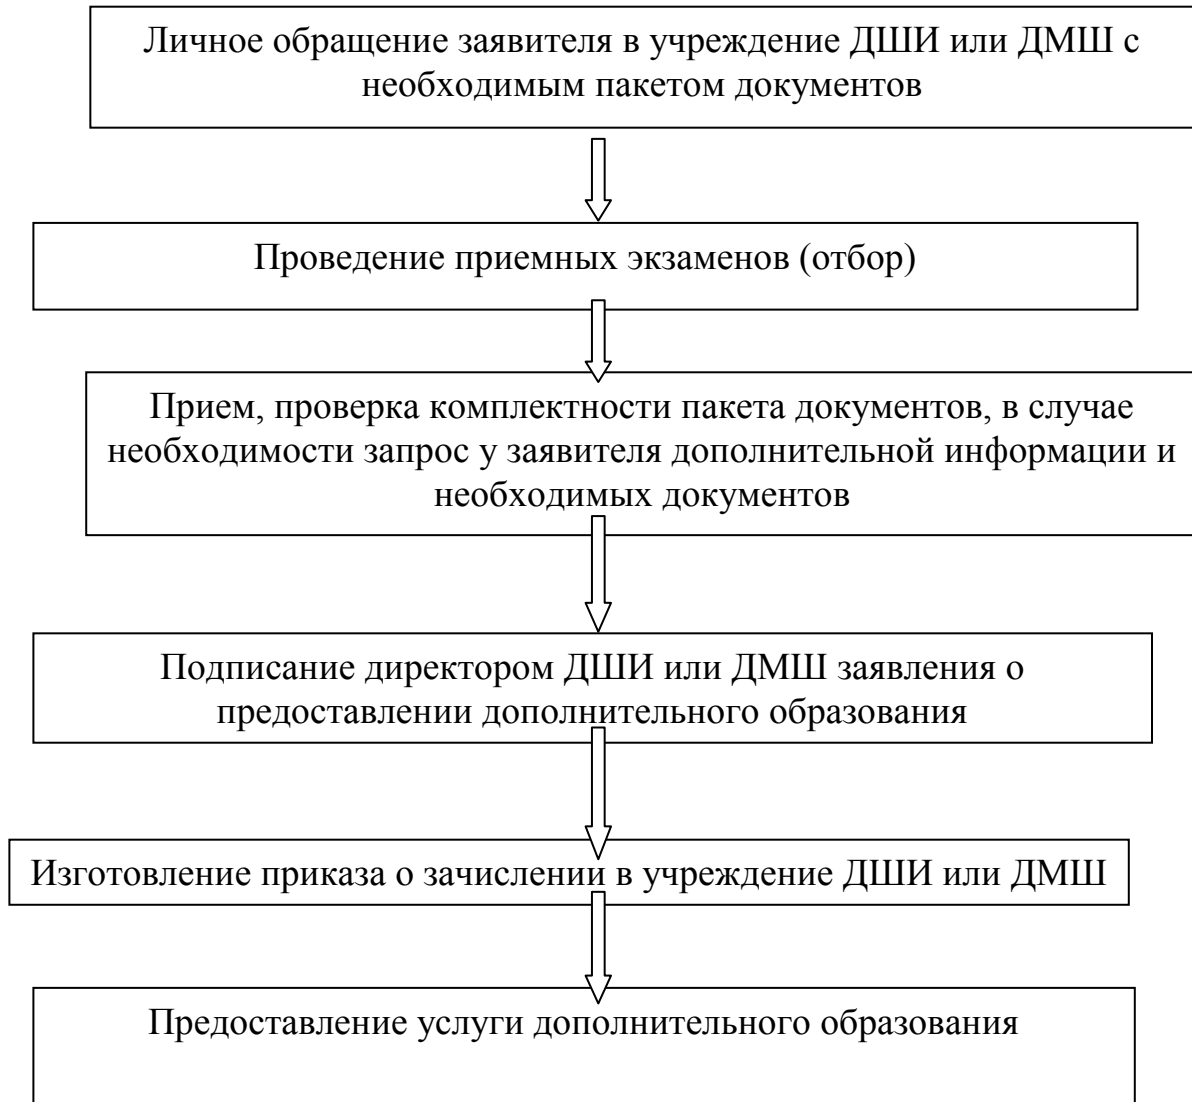 Личное обращение заявителя в учреждение ДШИ или ДМШ с
необходимым пакетом документов
Проведение приемных экзаменов (отбор)
Прием, проверка комплектности пакета документов, в случае
необходимости запрос у заявителя дополнительной информации и
необходимых документов
Подписание директором ДШИ или ДМШ заявления о
предоставлении дополнительного образования
Изготовление приказа о зачислении в учреждение ДШИ или ДМШ
Предоставление услуги дополнительного образования